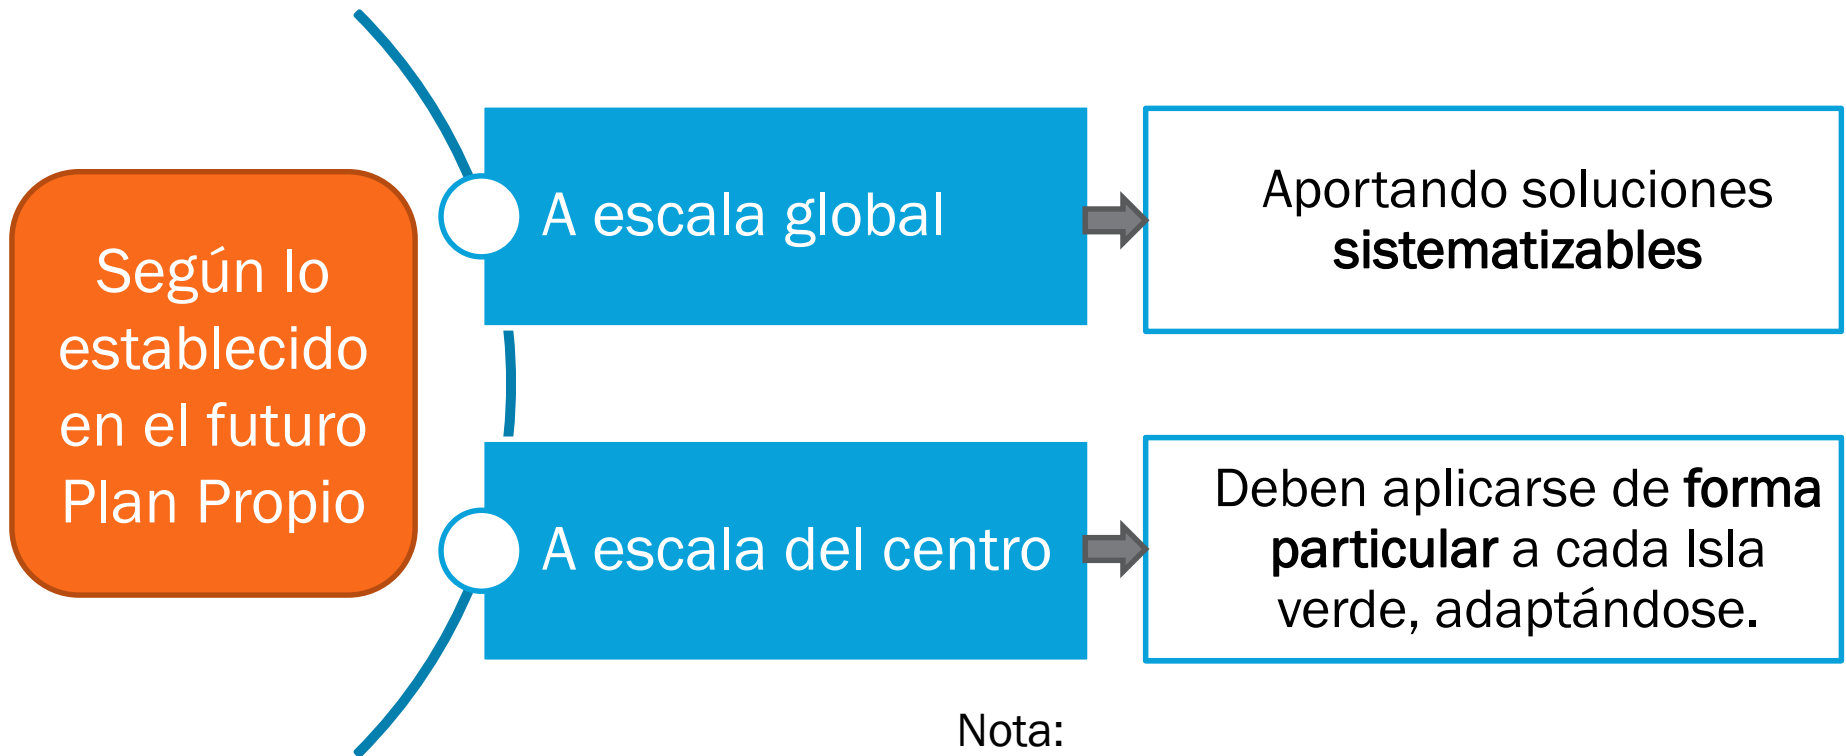 Según lo
establecido
en el futuro
Plan Propio
A escala global
Aportando soluciones
sistematizables
A escala del centro
Deben aplicarse de forma
particular a cada Isla
verde, adaptándose.
Nota: